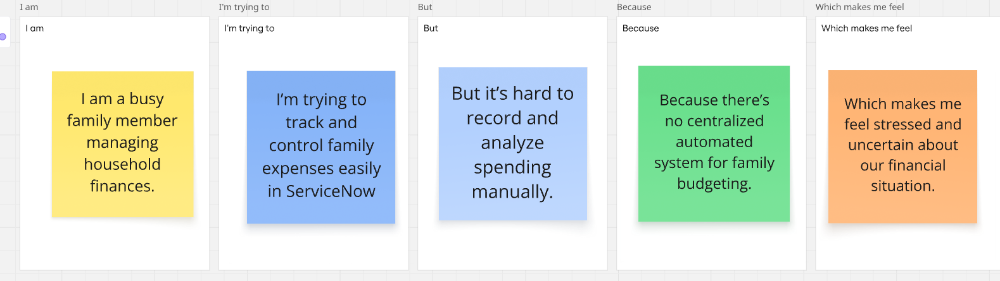 I am
I'm trying to
But
Because
Which makes me feel
I am
I'm trying to
But
Because
Which makes me feel
I am a busy
family member
managing
household
finances.
I’m trying to
track and
control family
expenses easily
in ServiceNow
But it’s hard to
record and
analyze
spending
manually.
Because there’s
no centralized
automated
system for family
budgeting.
Which makes me
feel stressed and
uncertain about
our financial
situation.